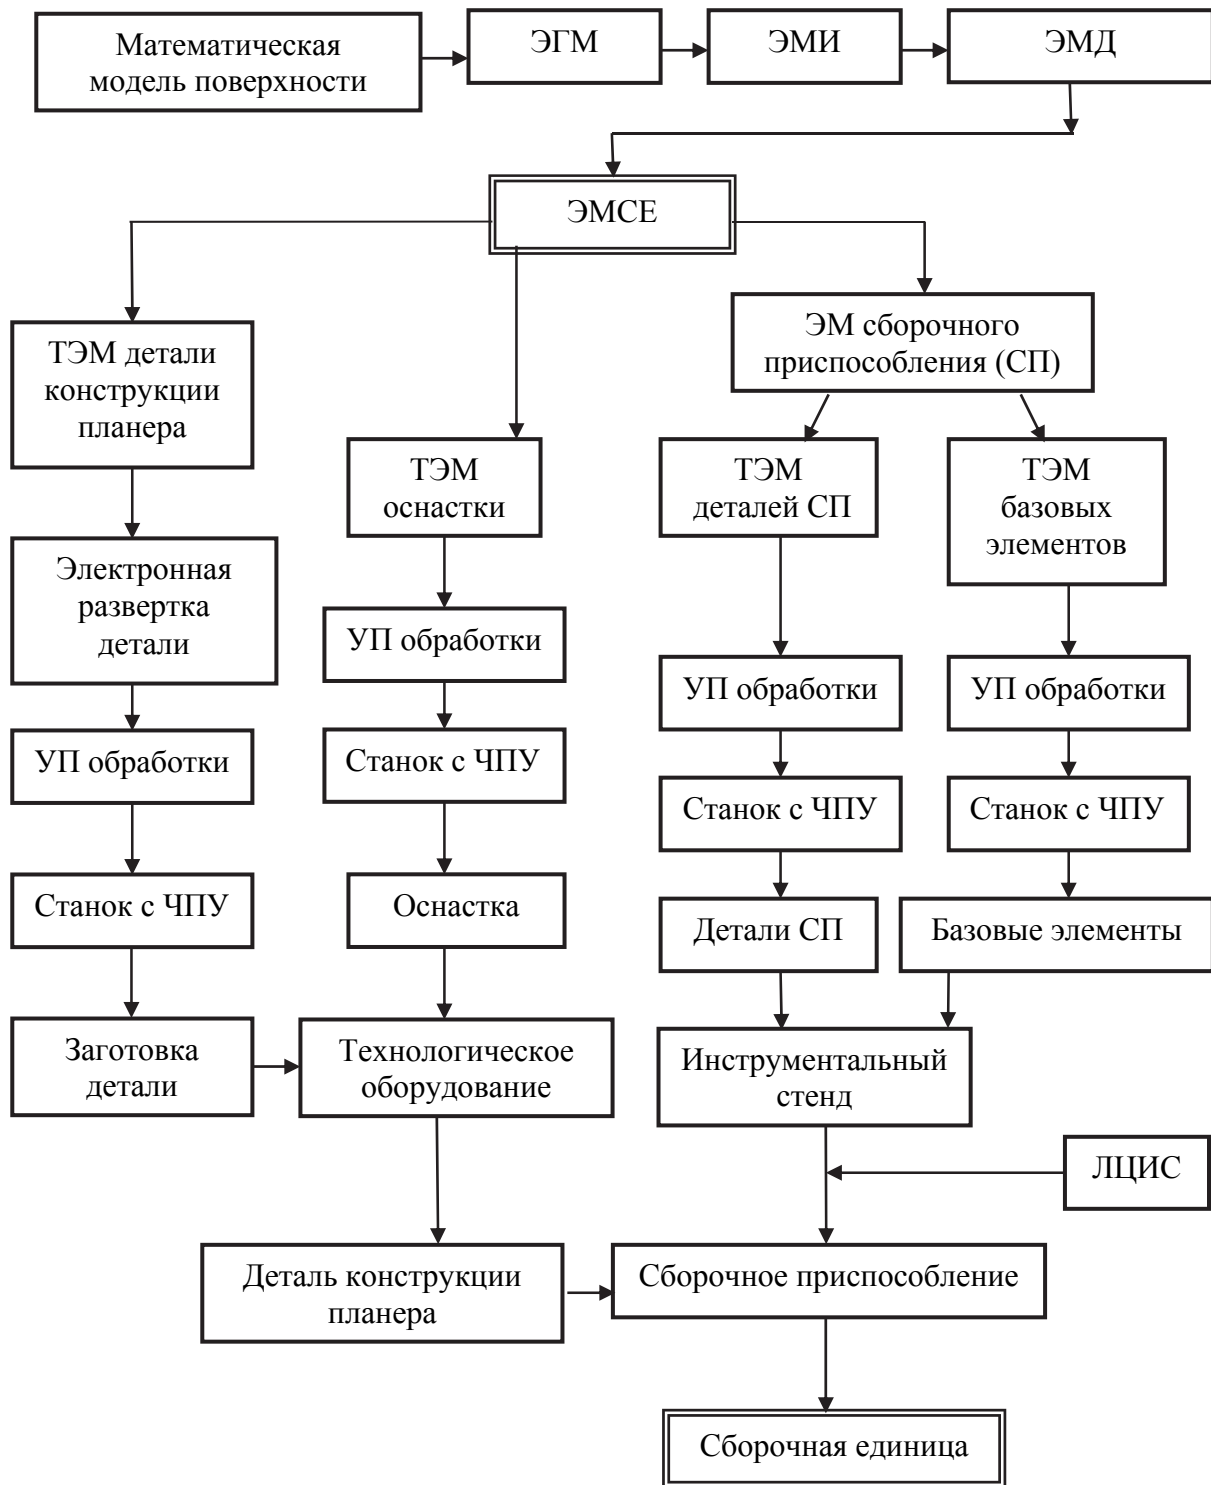 Математическая
модель поверхности
ЭГМ
ЭМИ
ЭМД
ЭМСЕ
ТЭМ детали
конструкции
планера
ЭМ сборочного
приспособления (СП)
ТЭМ
оснастки
ТЭМ
деталей СП
ТЭМ
базовых
элементов
Электронная
развертка
детали
УП обработки
УП обработки
УП обработки
УП обработки
Станок с ЧПУ
Станок с ЧПУ
Станок с ЧПУ
Станок с ЧПУ
Оснастка
Детали СП
Базовые элементы
Заготовка
детали
Технологическое
оборудование
Инструментальный
стенд
ЛЦИС
Деталь конструкции
планера
Сборочное приспособление
Сборочная единица